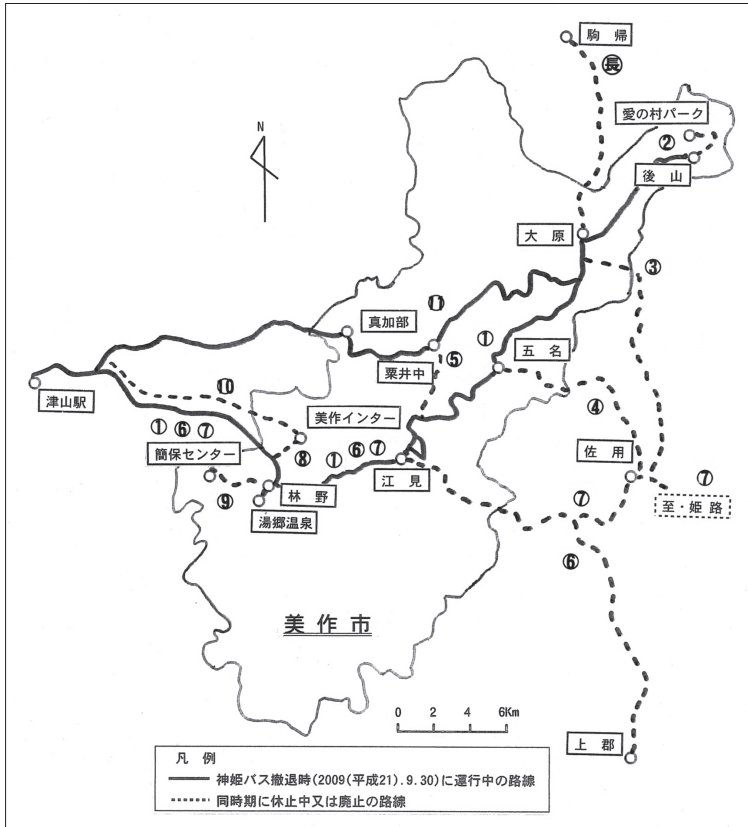 駒帰
長
愛の村パーク
②
後山
N
大原
③
⑪
真加部
①
五名
⑤
粟井中
津山駅
⑩
美作インター
④
① ⑥ ⑦
簡保センター
⑧
① ⑥ ⑦
佐用
江見
⑦
林野
⑨
湯郷温泉
⑦
至・姫路
⑥
美作市
0 2 4 6Km
上郡
凡例
神姫バス撤退時(2009(平成21).9.30)に運行中の路線
同時期に休止中又は廃止の路線